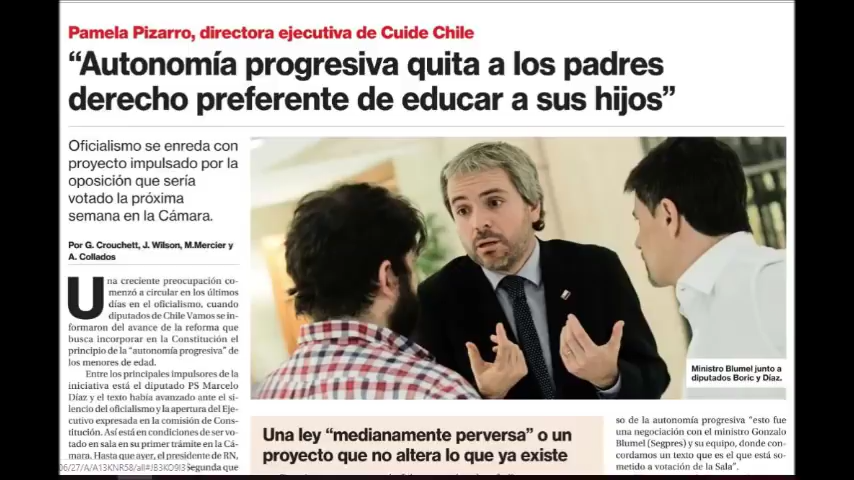 Pamela Pizarro, directora ejecutiva de Cuide Chile
“Autonomía progresiva quita a los padres
derecho preferente de educar a sus hijos”
Oficialismo se enreda con
proyecto impulsado por la
oposición que sería
votado la próxima
semana en la Cámara.
Por G. Crouchett, J. Wilson, M.Mercier y
A. Collados
Una creciente preocupación co-
menzó a circular en los últimos
días en el oficialismo, cuando
diputados de Chile Vamos se in-
formaron del avance de la reforma que
busca incorporar en la Constitución el
principio de la “autonomía progresiva” de
los menores de edad.
Entre los principales impulsores de la
iniciativa está el diputado PS Marcelo
Díaz y el texto había avanzado ante el si-
lencio del oficialismo y la apertura del Eje-
cutivo expresada en la comisión de Cons-
titución. Así está en condiciones de ser vo-
tado en sala en su primer trámite en la Cá-
mara. Hasta que ayer, el presidente de RN,
Segunda que
06/27/A/A13KNR58/all#JB3KO9I3
Ministro Blumel junto a
diputados Boric y Díaz.
Una ley “medianamente perversa” o un
proyecto que no altera lo que ya existe
so de la autonomía progresiva “esto fue
una negociación con el ministro Gonzalo
Blumel (Segpres) y su equipo, donde con-
cordamos un texto que es el que está so-
metido a votación de la Sala”.